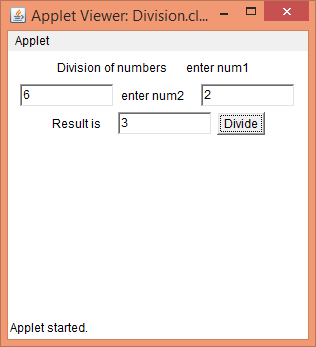 Applet Viewer: Division.cl...
Applet
Division of numbers enter num1
6 enter num2 2
Result is 3 Divide
Applet started.